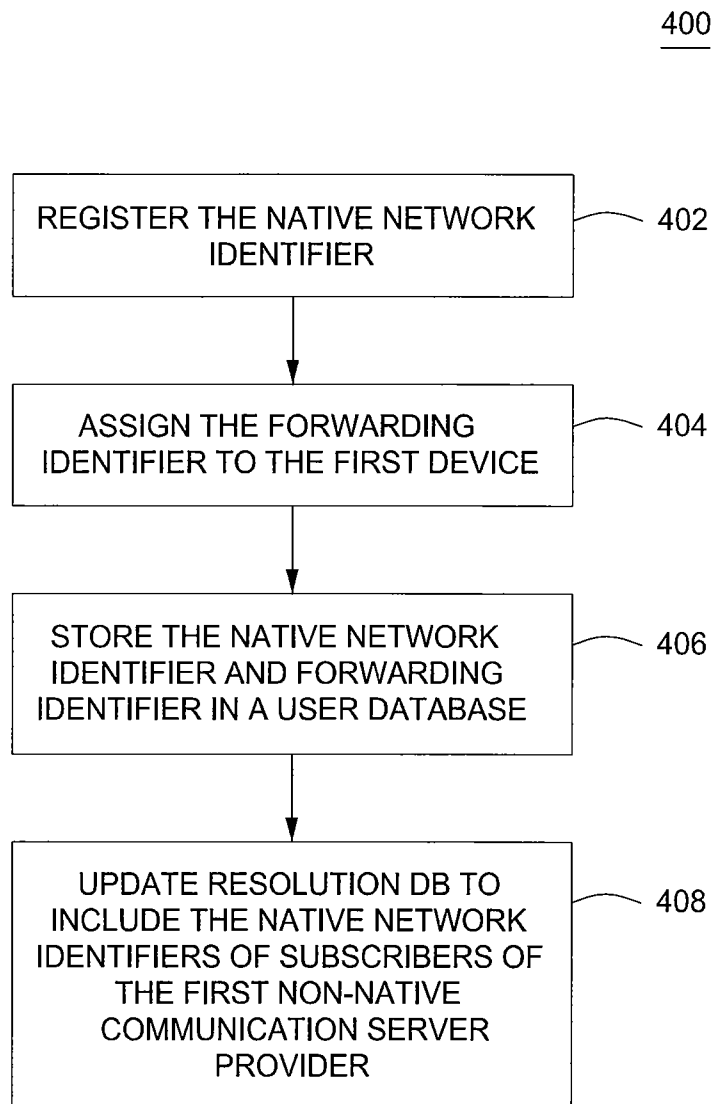 400
REGISTER THE NATIVE NETWORK
IDENTIFIER
402
ASSIGN THE FORWARDING
IDENTIFIER TO THE FIRST DEVICE
404
STORE THE NATIVE NETWORK
IDENTIFIER AND FORWARDING
IDENTIFIER IN A USER DATABASE
406
UPDATE RESOLUTION DB TO
INCLUDE THE NATIVE NETWORK
IDENTIFIERS OF SUBSCRIBERS OF
THE FIRST NON-NATIVE
COMMUNICATION SERVER
PROVIDER
408